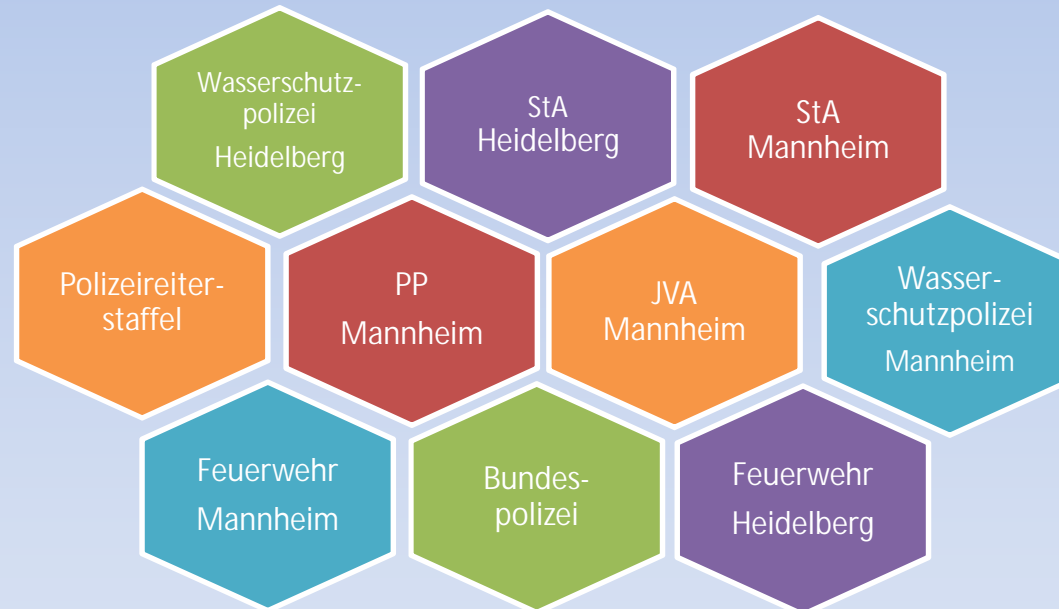 Wasserschutz-
polizei
Heidelberg
StA
Heidelberg
StA
Mannheim
Polizeireiter-
staffel
PP
Mannheim
JVA
Mannheim
Wasser-
schutzpolizei
Mannheim
Feuerwehr
Mannheim
Bundes-
polizei
Feuerwehr
Heidelberg